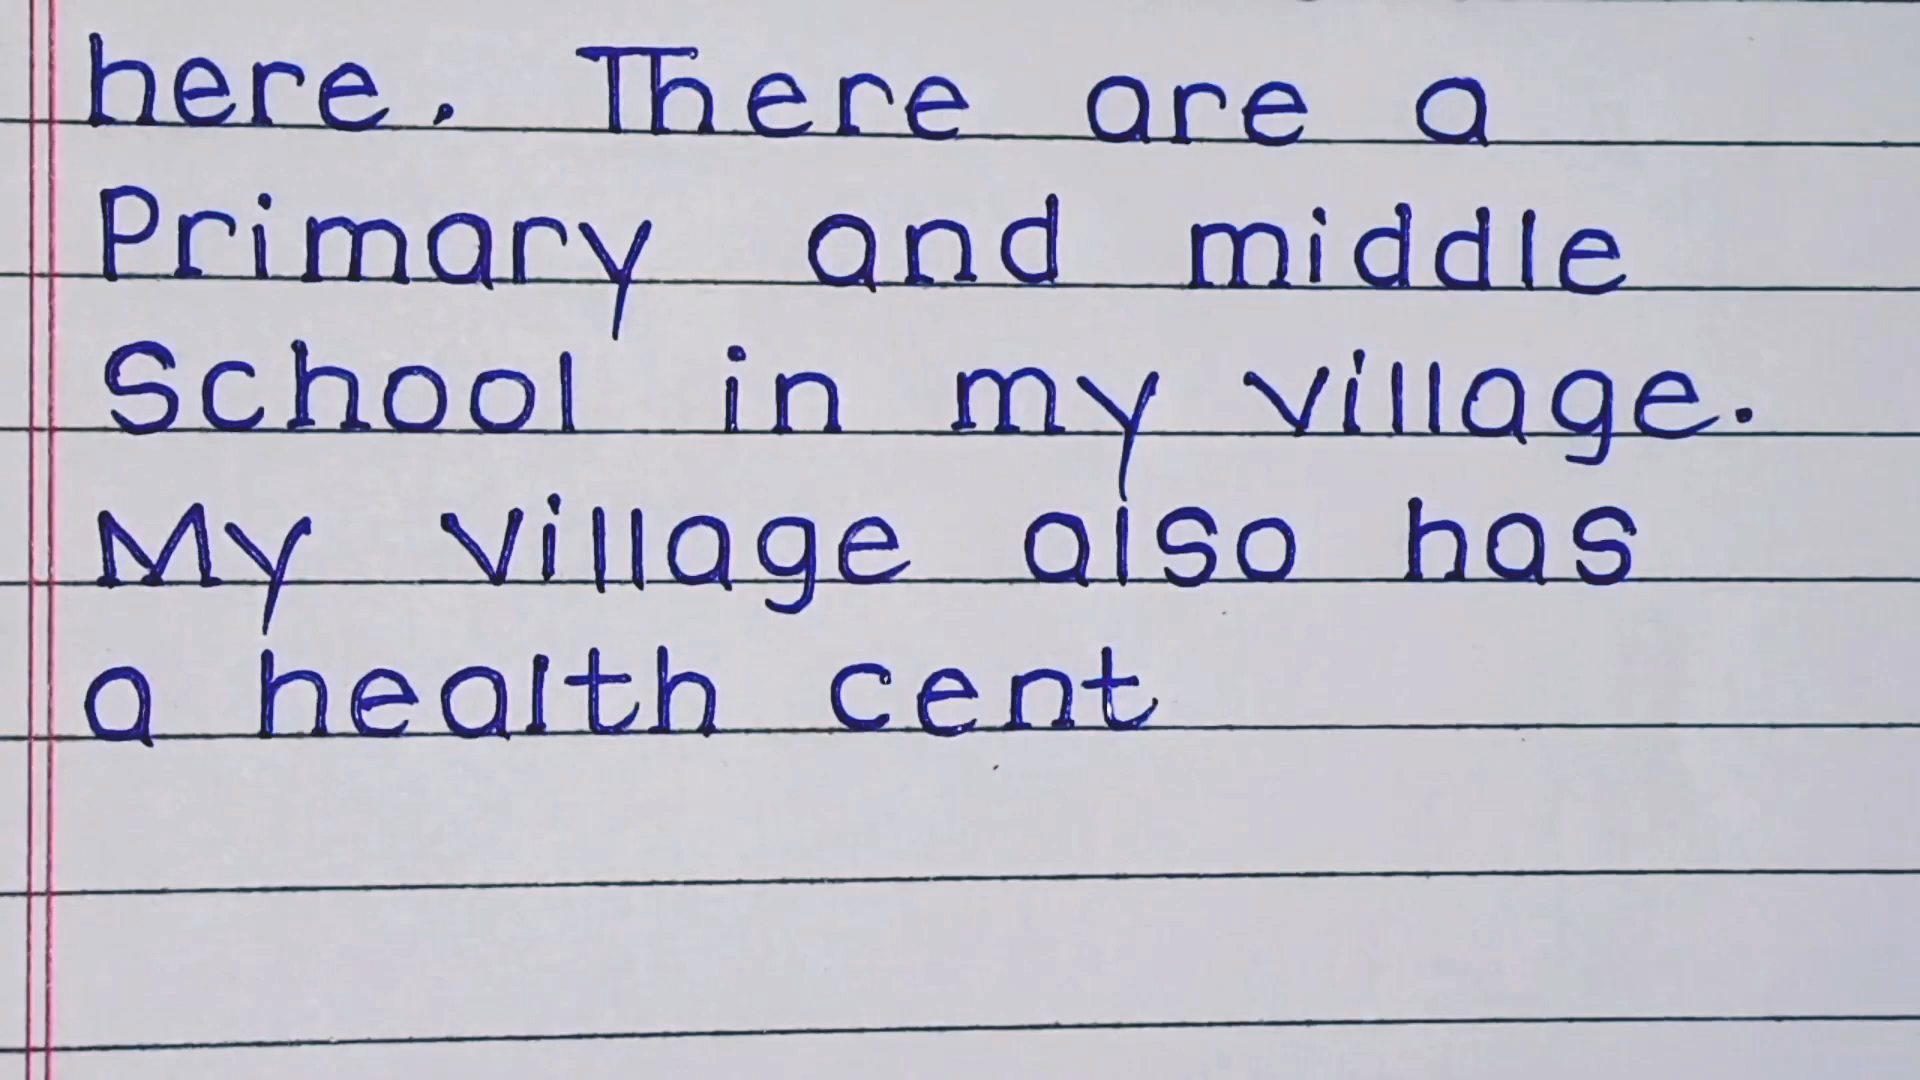 here. There are a
Primary and middle
School in my village.
My village also has
a health cent